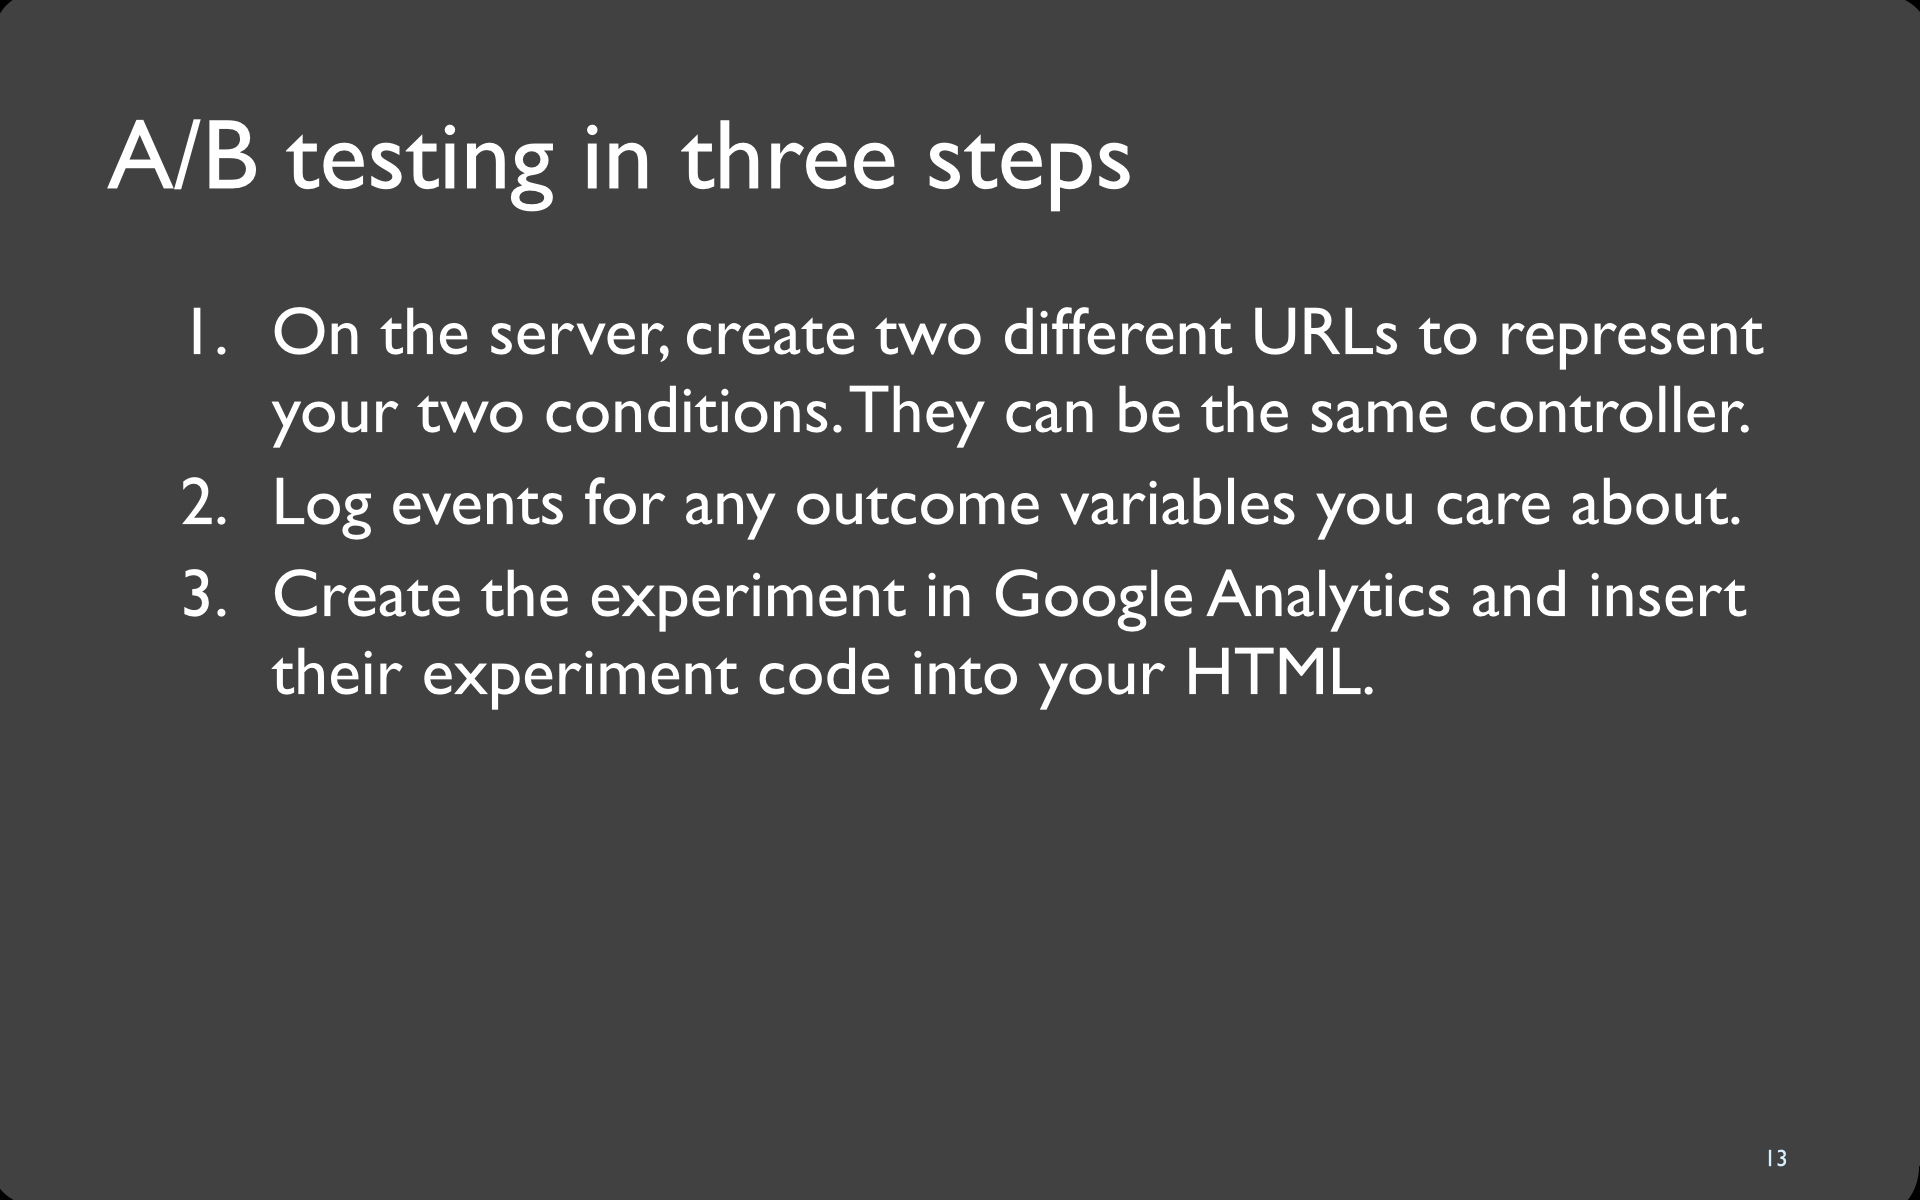 A/B testing in three steps
1. On the server, create two different URLs to represent
your two conditions. They can be the same controller.
2. Log events for any outcome variables you care about.
3. Create the experiment in Google Analytics and insert
their experiment code into your HTML.
13